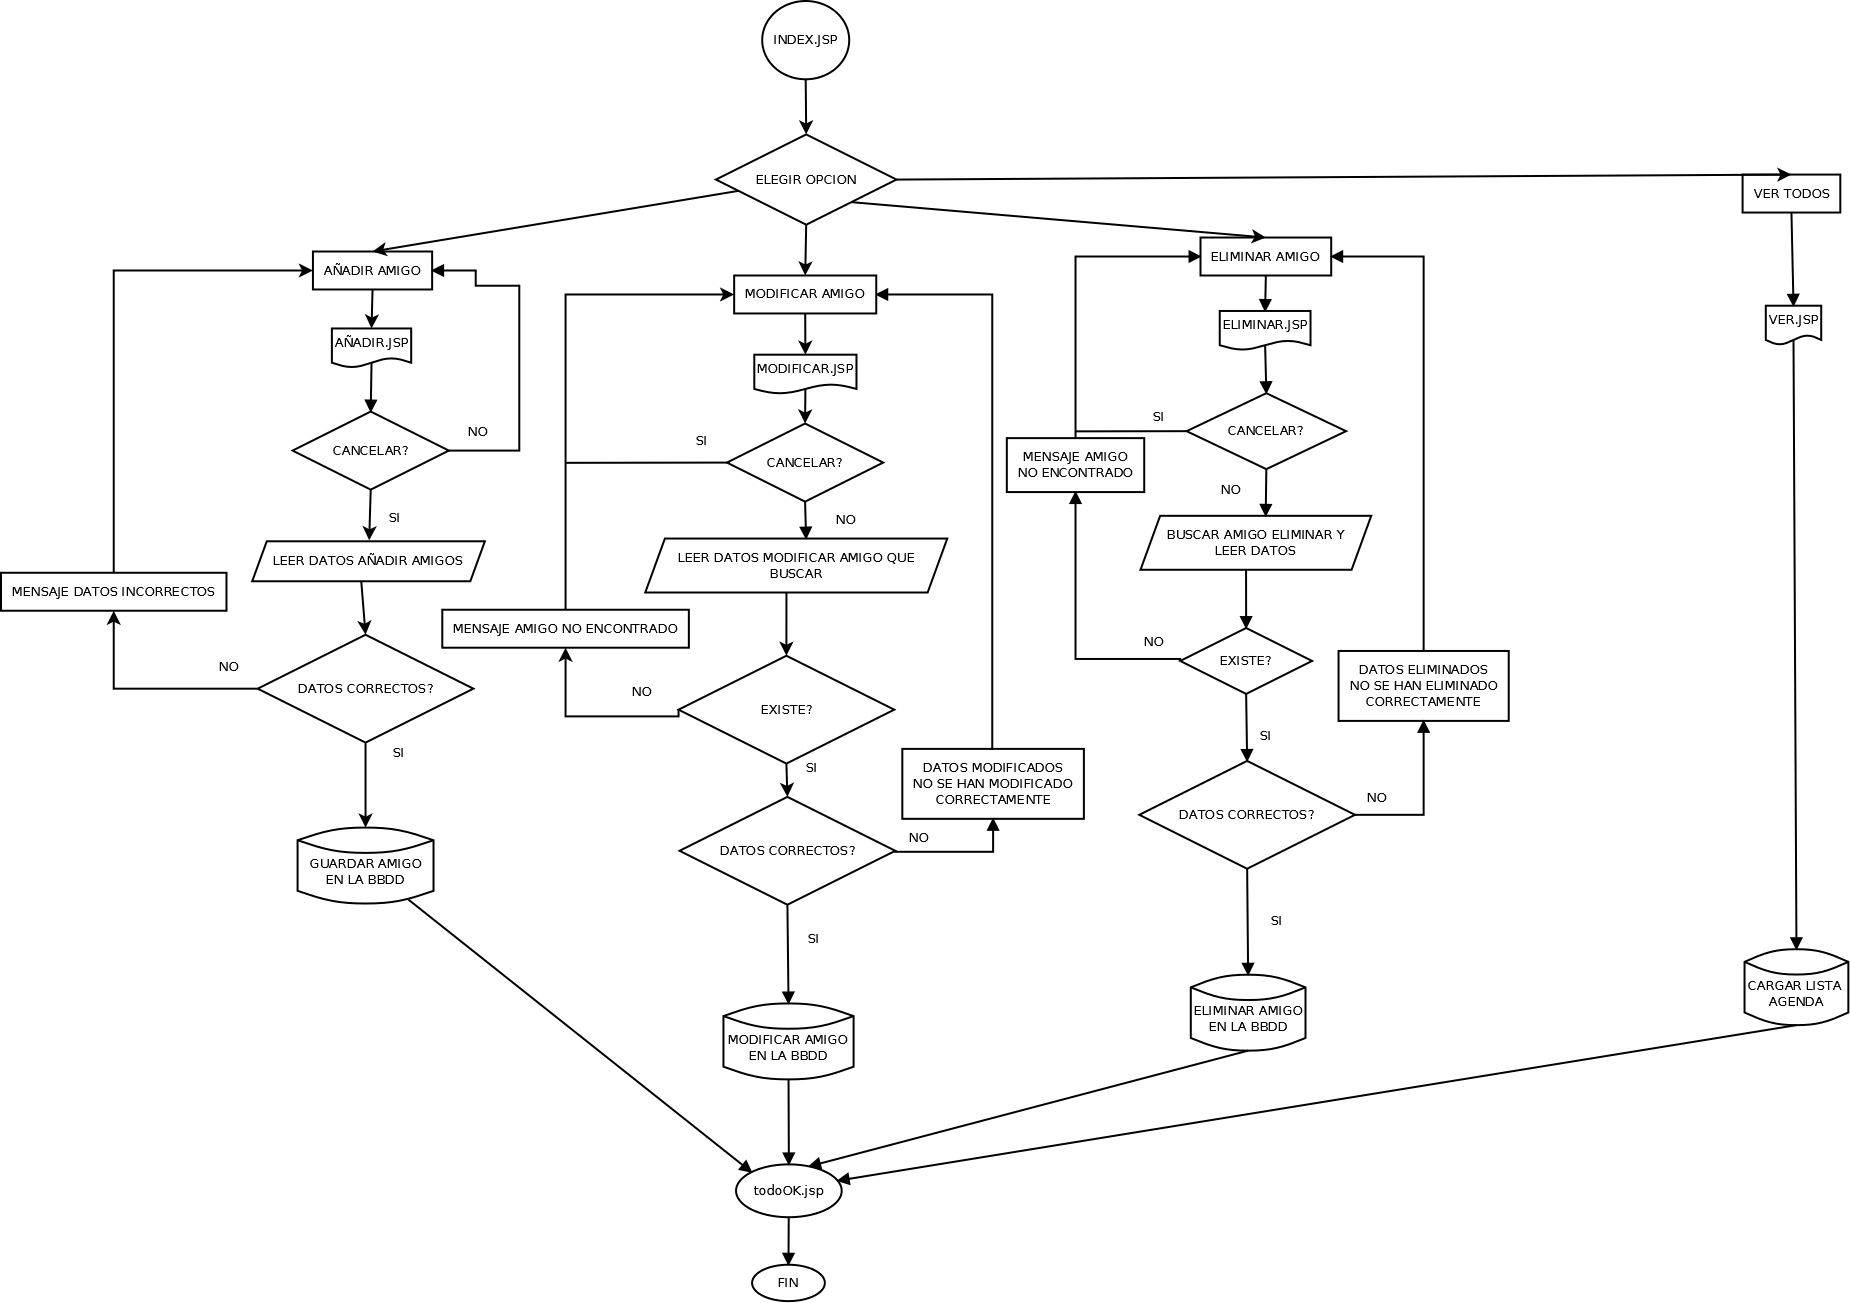 INDEX.JSP
ELEGIR OPCION
AÑADIR AMIGO
AÑADIR.JSP
CANCELAR?
NO
SI
LEER DATOS AÑADIR AMIGOS
MENSAJE DATOS INCORRECTOS
NO
DATOS CORRECTOS?
SI
GUARDAR AMIGO
EN LA BBDD
MODIFICAR AMIGO
MODIFICAR.JSP
SI
CANCELAR?
NO
LEER DATOS MODIFICAR AMIGO QUE
BUSCAR
MENSAJE AMIGO NO ENCONTRADO
NO
EXISTE?
SI
DATOS MODIFICADOS
NO SE HAN MODIFICADO
CORRECTAMENTE
NO
DATOS CORRECTOS?
SI
MODIFICAR AMIGO
EN LA BBDD
ELIMINAR AMIGO
ELIMINAR.JSP
SI
CANCELAR?
MENSAJE AMIGO
NO ENCONTRADO
NO
BUSCAR AMIGO ELIMINAR Y
LEER DATOS
NO
EXISTE?
DATOS ELIMINADOS
NO SE HAN ELIMINADO
CORRECTAMENTE
SI
NO
DATOS CORRECTOS?
SI
ELIMINAR AMIGO
EN LA BBDD
VER TODOS
VER.JSP
CARGAR LISTA
AGENDA
todoOK.jsp
FIN